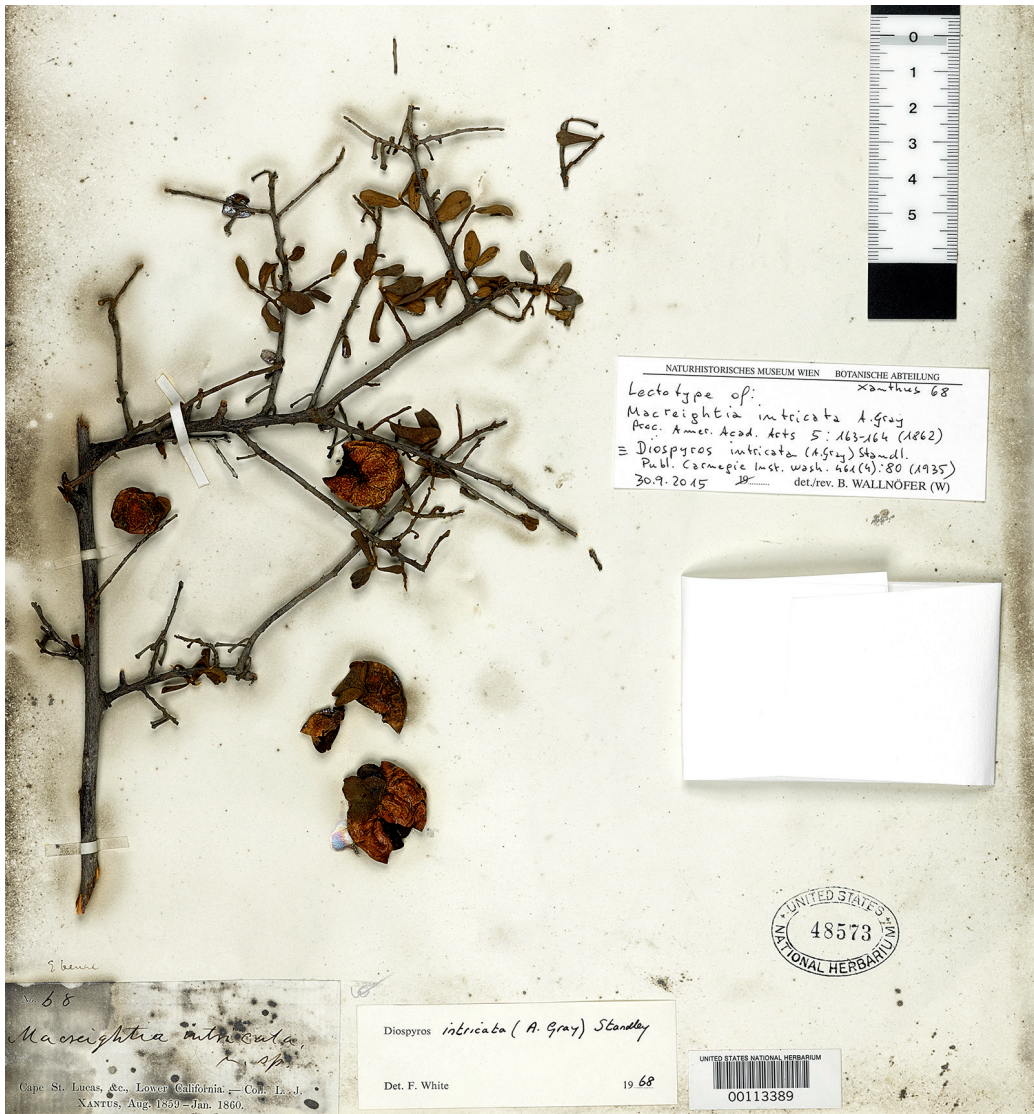 0
1
2
3
4
5
NATURHISTORISCHES MUSEUM WIEN BOTANISCHE ABTEILUNG
Xanthus 68
Lectotype of:
Macreightia intricata A.Gray
Proc. Amer. Acad. Arts 5: 163-164 (1862)
≡ Diospyros intricata (A.Gray) Standl.
Publ. Carnegie Inst. Wash. 461(4): 80 (1935)
30.9.2015 19......... det./rev. B. WALLNÖFER (W)
UNITED STATES
48573
NATIONAL HERBARIUM
No. 68
Macreightia intricata,
n. sp.
Cape St. Lucas, &c., Lower California.—Coll. L. J.
XANTUS, Aug. 1859–Jan. 1860.
Diospyros intricata (A. Gray) Standley
Det. F. White 1968
UNITED STATES NATIONAL HERBARIUM
00113389